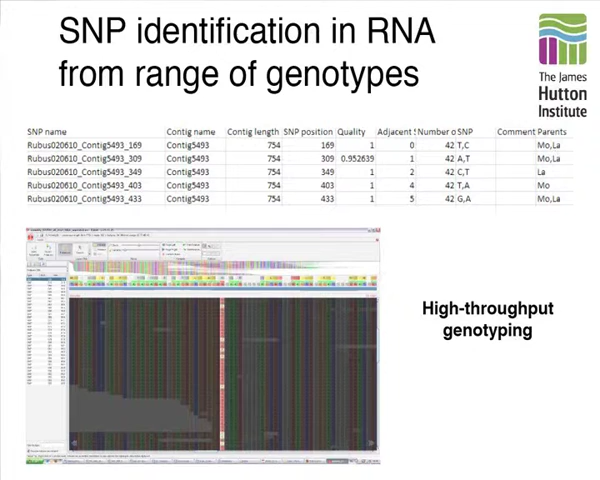 SNP identification in RNA
from range of genotypes
The James
Hutton
Institute
SNP name Contig name Contig length SNP position Quality Adjacent Number o SNP Comment Parents
Rubus020610_Contig5493_169 Contig5493 754 169 1 0 42 T,C Mo,La
Rubus020610_Contig5493_309 Contig5493 754 309 0.952639 1 42 A,T Mo,La
Rubus020610_Contig5493_349 Contig5493 754 349 1 2 42 C,T La
Rubus020610_Contig5493_403 Contig5493 754 403 1 4 42 T,A Mo
Rubus020610_Contig5493_433 Contig5493 754 433 1 5 42 G,A Mo,La
High-throughput
genotyping